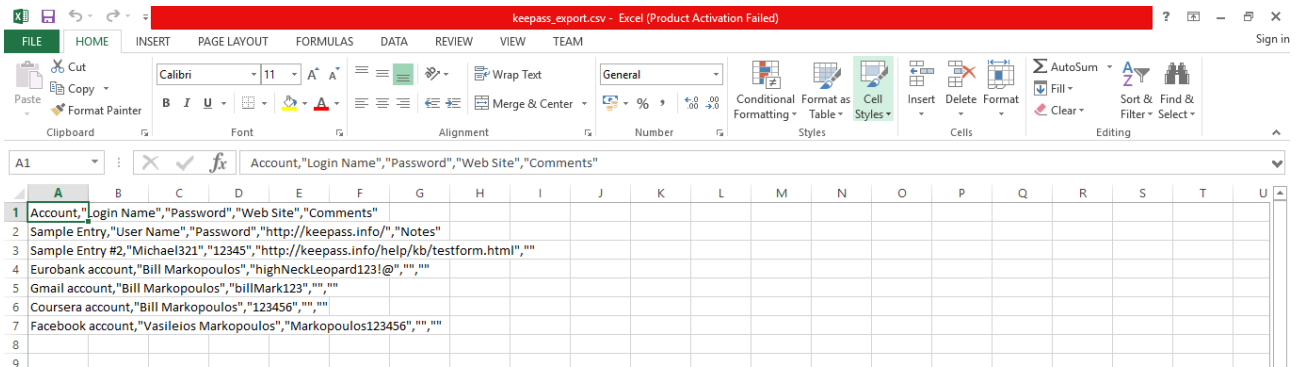 keepass_export.csv - Excel (Product Activation Failed)
?
FILE HOME INSERT PAGE LAYOUT FORMULAS DATA REVIEW VIEW TEAM Sign in
Paste
Cut
Copy
Format Painter
Clipboard
Calibri 11 A A
B I U A
Font
Wrap Text
Merge & Center
Alignment
General
% , .00 .0
Number
Conditional Formatting
Format as Table
Cell Styles
Styles
Insert Delete Format
Cells
AutoSum
Fill
Clear
Sort & Filter
Find & Select
Editing
A1 fx Account,"Login Name","Password","Web Site","Comments"
A B C D E F G H I J K L M N O P Q R S T U
1 Account,"Login Name","Password","Web Site","Comments"
2 Sample Entry,"User Name","Password","http://keepass.info/","Notes"
3 Sample Entry #2,"Michael321","12345","http://keepass.info/help/kb/testform.html",""
4 Eurobank account,"Bill Markopoulos","highNeckLeopard123!@","",""
5 Gmail account,"Bill Markopoulos","billMark123","",""
6 Coursera account,"Bill Markopoulos","123456","",""
7 Facebook account,"Vasileios Markopoulos","Markopoulos123456","",""
8
9